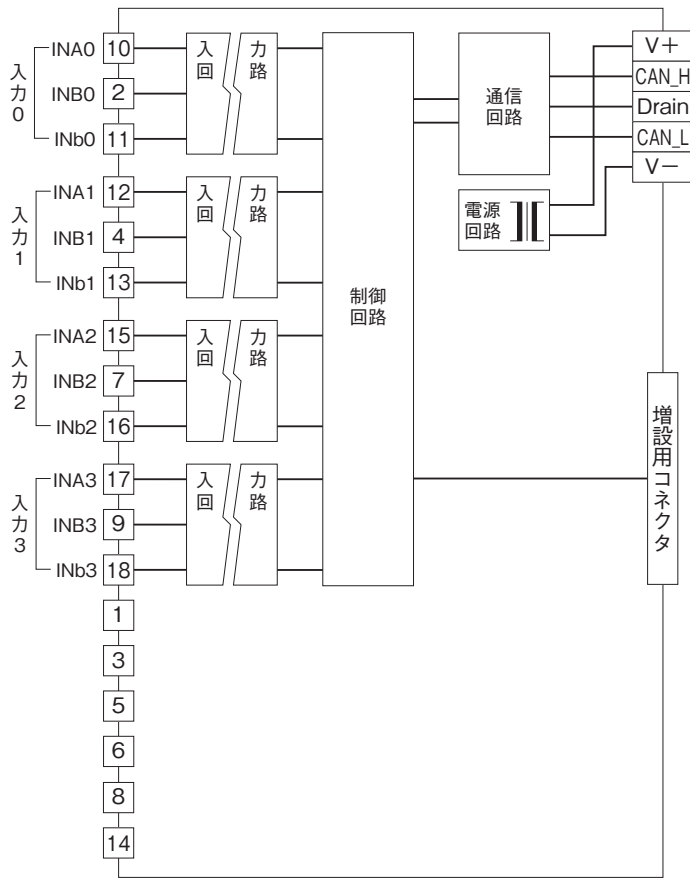 入力0
INA0 10
INB0 2
INb0 11
入力
回路
入力1
INA1 12
INB1 4
INb1 13
入力
回路
入力2
INA2 15
INB2 7
INb2 16
入力
回路
入力3
INA3 17
INB3 9
INb3 18
入力
回路
1
3
5
6
8
14
制御
回路
通信
回路
電源
回路
V+
CAN_H
Drain
CAN_L
V−
増設用コネクタ